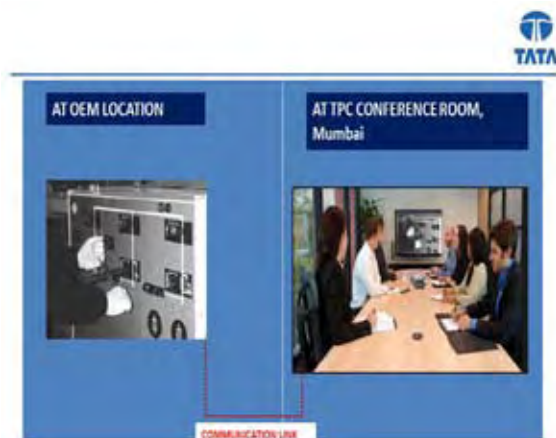 TATA
AT OEM LOCATION
AT TPC CONFERENCE ROOM,
Mumbai
COMMUNICATION LINK